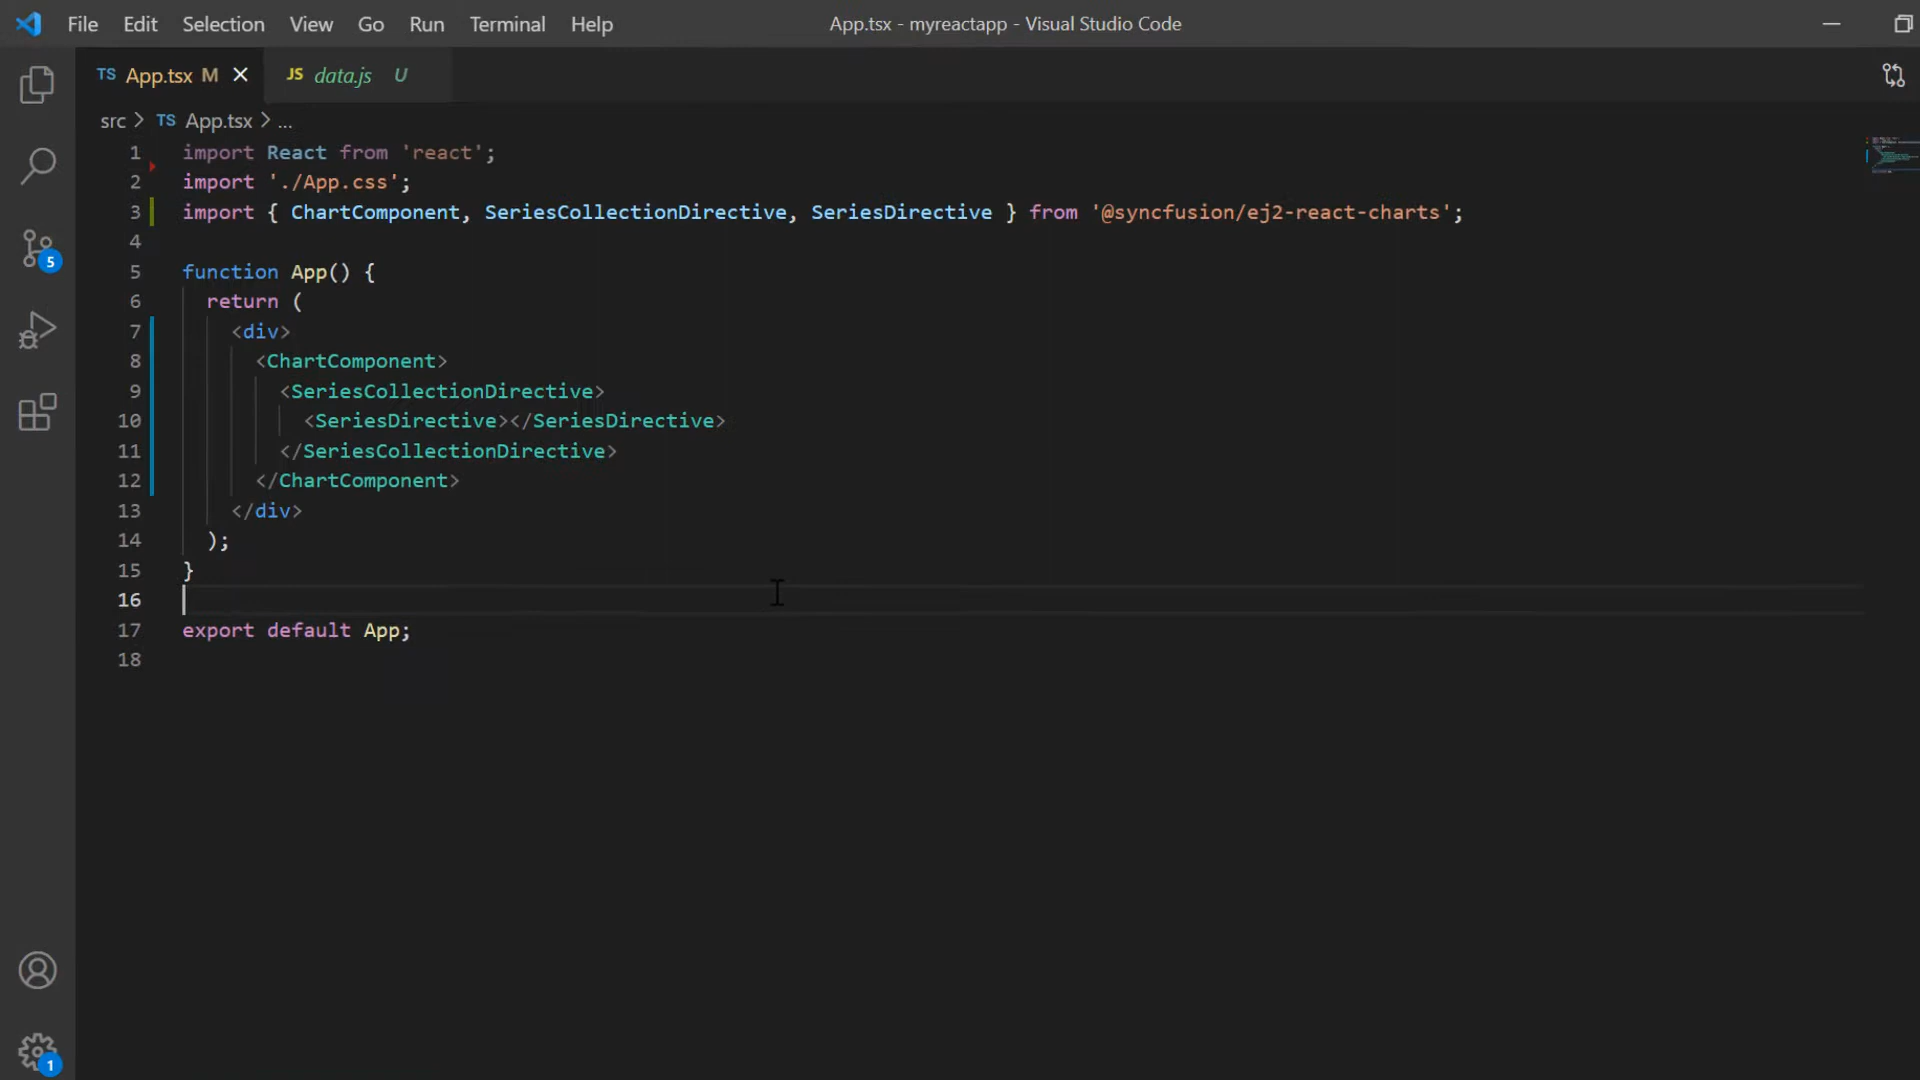 File Edit Selection View Go Run Terminal Help App.tsx - myreactapp - Visual Studio Code
TS App.tsx M JS data.js U
src > TS App.tsx > ...
1 import React from 'react';
2 import './App.css';
3 import { ChartComponent, SeriesCollectionDirective, SeriesDirective } from '@syncfusion/ej2-react-charts';
4
5 function App() {
6 return (
7 <div>
8 <ChartComponent>
9 <SeriesCollectionDirective>
10 <SeriesDirective></SeriesDirective>
11 </SeriesCollectionDirective>
12 </ChartComponent>
13 </div>
14 );
15 }
16
17 export default App;
18
5
1